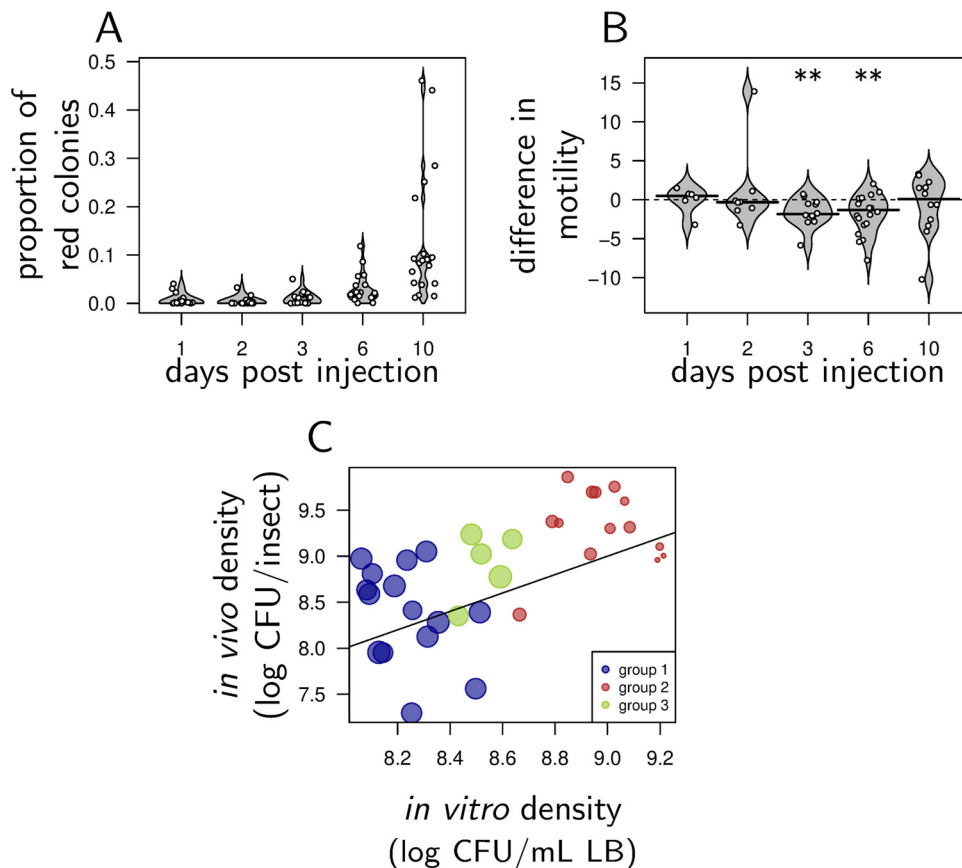 A
proportion of
red colonies
0.5
0.4
0.3
0.2
0.1
0.0
1 2 3 6 10
days post injection
B
difference in
motility
** **
15
10
5
0
-5
-10
1 2 3 6 10
days post injection
C
in vivo density
(log CFU/insect)
9.5
9.0
8.5
8.0
7.5
group 1
group 2
group 3
8.2 8.4 8.6 8.8 9.0 9.2
in vitro density
(log CFU/mL LB)